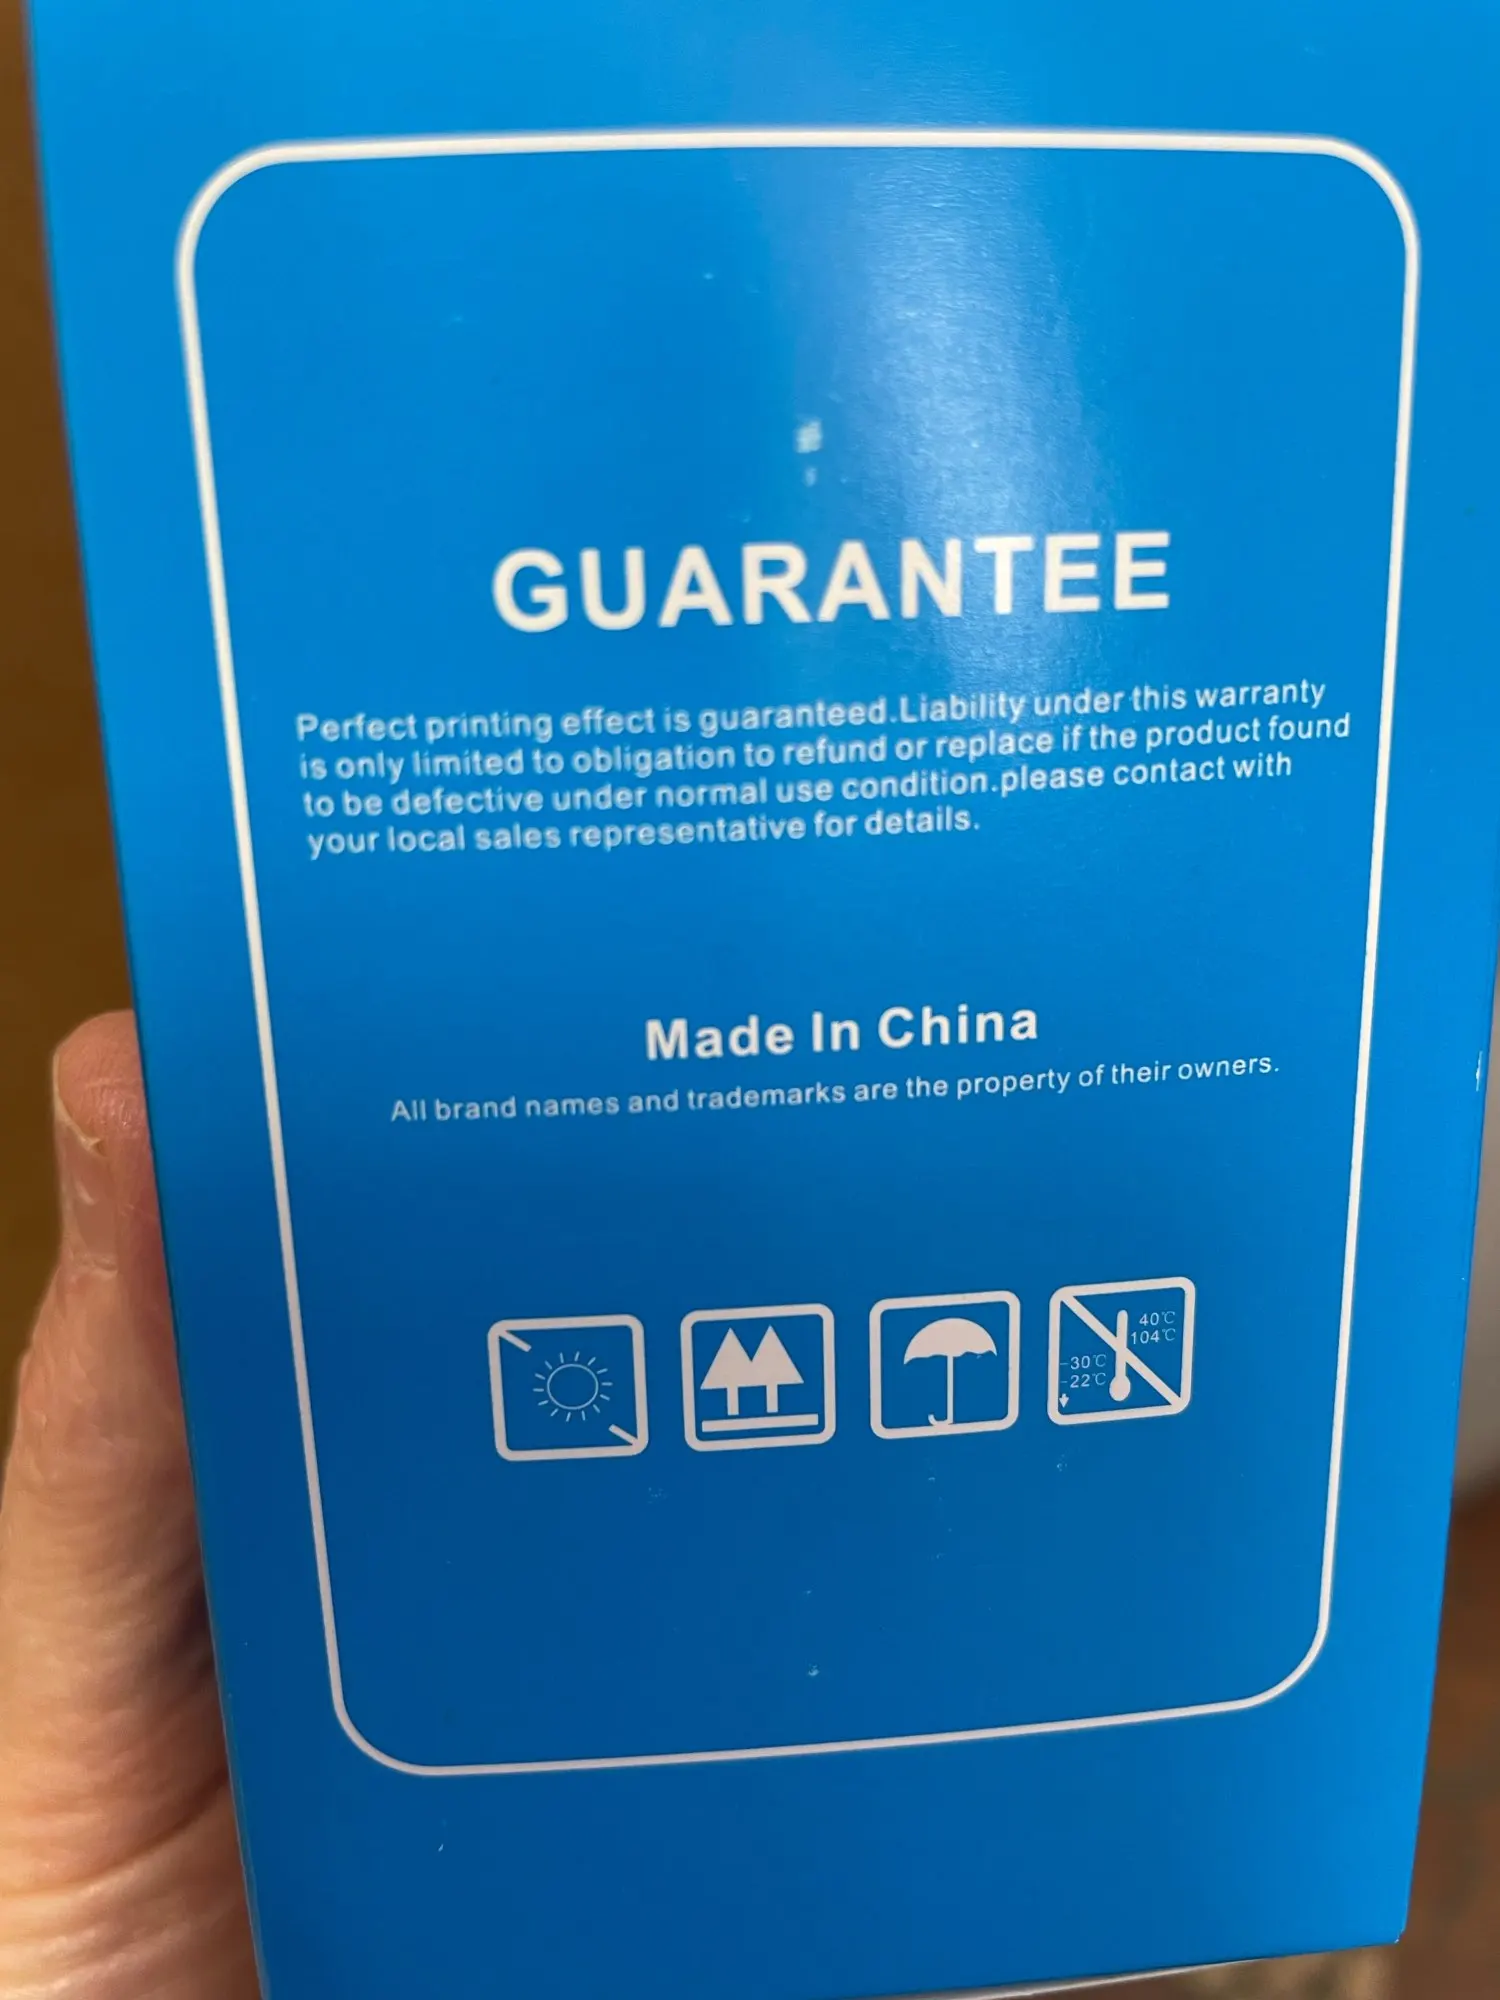 GUARANTEE
Perfect printing effect is guaranteed.Liability under this warranty
is only limited to obligation to refund or replace if the product found
to be defective under normal use condition.please contact with
your local sales representative for details.
Made In China
All brand names and trademarks are the property of their owners.
40℃
104℃
-30℃
-22℃